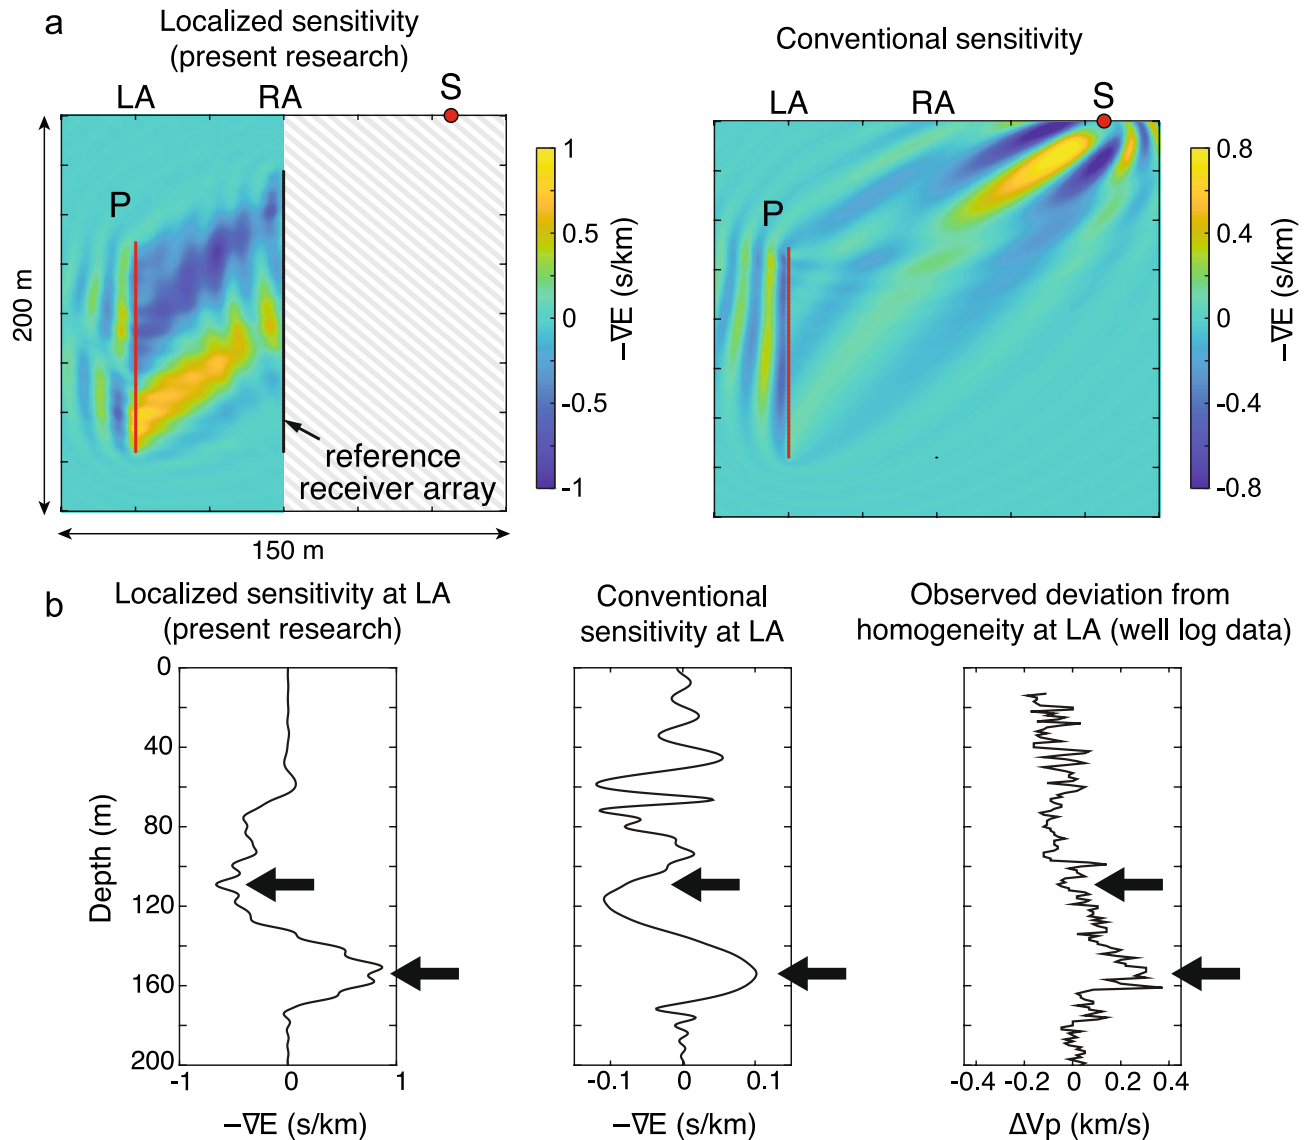 a
Localized sensitivity
(present research)
Conventional sensitivity
LA
RA
S
LA
RA
S
P
P
200 m
150 m
reference
receiver array
1
0.5
0
-0.5
-1
−∇E (s/km)
0.8
0.4
0
-0.4
-0.8
−∇E (s/km)
b
Localized sensitivity at LA
(present research)
Conventional
sensitivity at LA
Observed deviation from
homogeneity at LA (well log data)
Depth (m)
0
40
80
120
160
200
-1 0 1
−∇E (s/km)
-0.1 0 0.1
−∇E (s/km)
-0.4 -0.2 0 0.2 0.4
ΔVp (km/s)